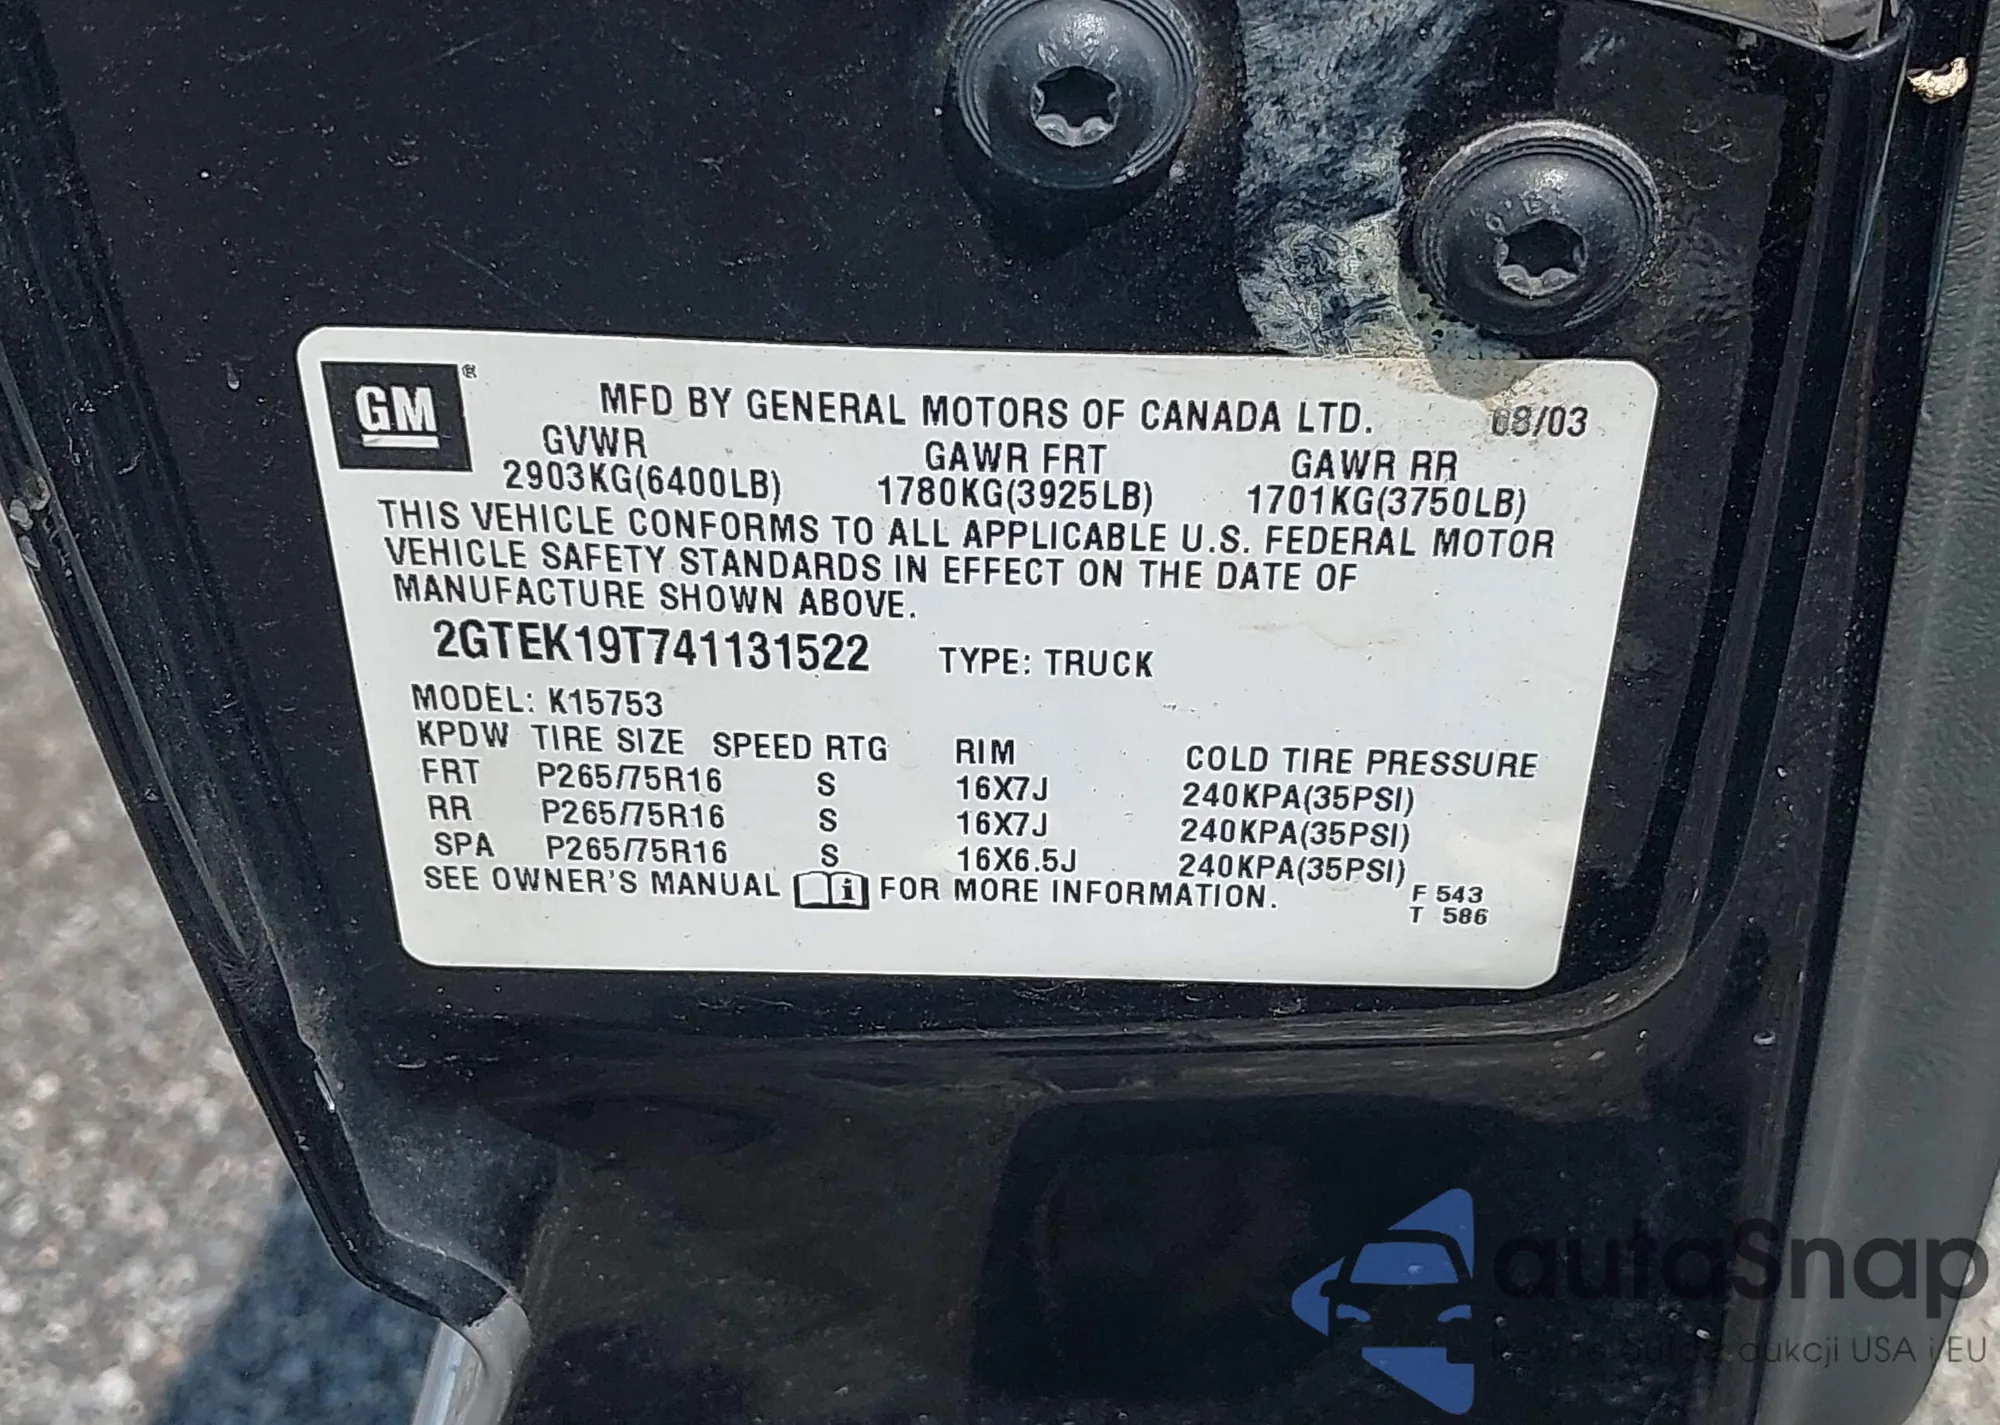 GM ®
MFD BY GENERAL MOTORS OF CANADA LTD. 08/03
GVWR GAWR FRT GAWR RR
2903KG(6400LB) 1780KG(3925LB) 1701KG(3750LB)
THIS VEHICLE CONFORMS TO ALL APPLICABLE U.S. FEDERAL MOTOR
VEHICLE SAFETY STANDARDS IN EFFECT ON THE DATE OF
MANUFACTURE SHOWN ABOVE.
2GTEK19T741131522 TYPE: TRUCK
MODEL: K15753
KPDW TIRE SIZE SPEED RTG RIM COLD TIRE PRESSURE
FRT P265/75R16 S 16X7J 240KPA(35PSI)
RR P265/75R16 S 16X7J 240KPA(35PSI)
SPA P265/75R16 S 16X6.5J 240KPA(35PSI)
SEE OWNER'S MANUAL i FOR MORE INFORMATION.
F 543
T 586
autaSnap
aukcji USA i EU